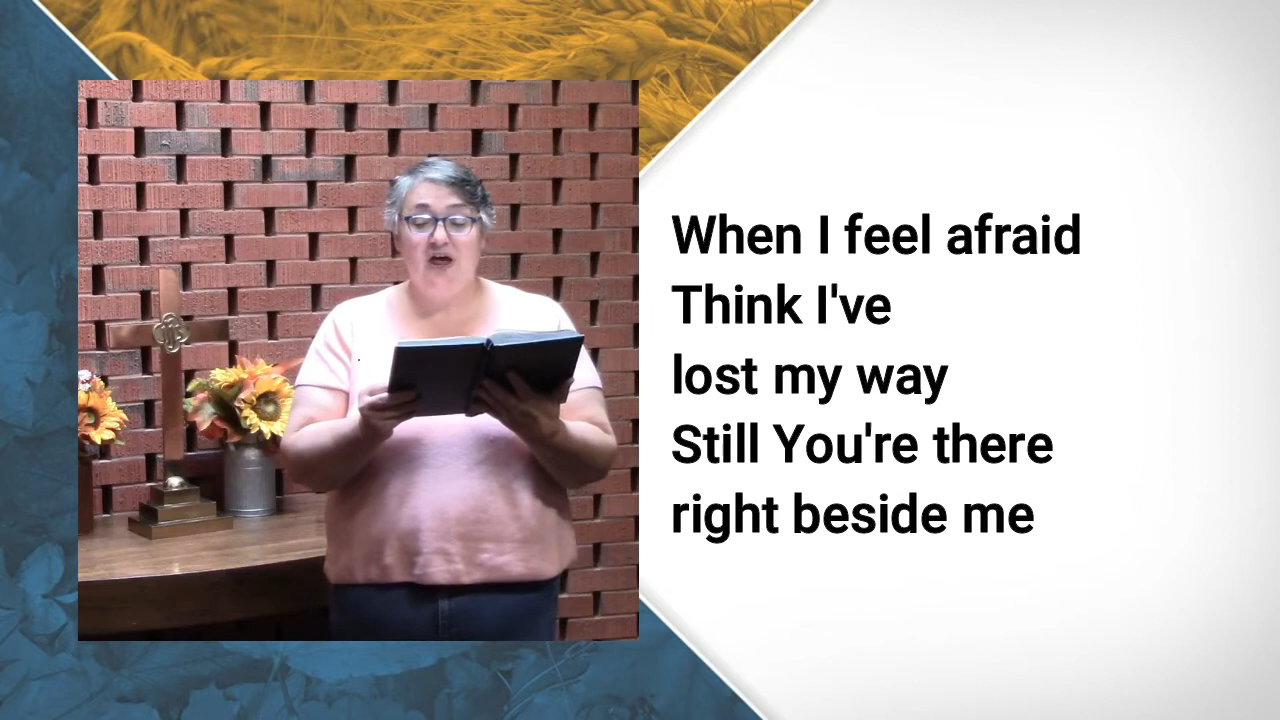 When I feel afraid
Think I've
lost my way
Still You're there
right beside me